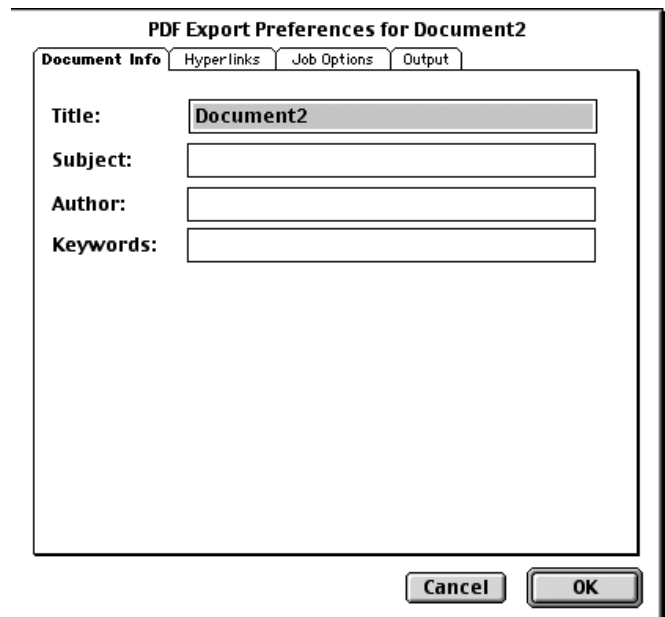 PDF Export Preferences for Document2
Document Info Hyperlinks Job Options Output
Title: Document2
Subject:
Author:
Keywords:
Cancel OK